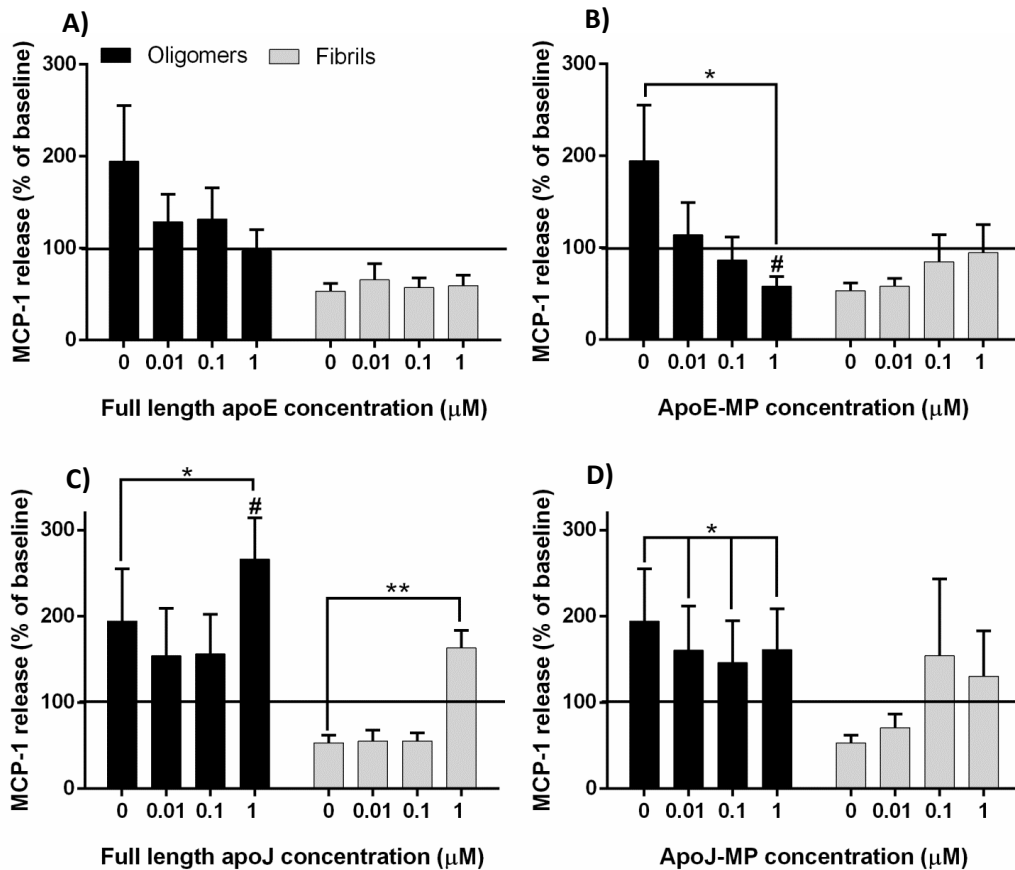 A)
Oligomers Fibrils
MCP-1 release (% of baseline)
300
200
100
0
*
0 0.01 0.1 1 0 0.01 0.1 1
Full length apoE concentration (μM)
B)
MCP-1 release (% of baseline)
300
200
100
0
*
#
0 0.01 0.1 1 0 0.01 0.1 1
ApoE-MP concentration (μM)
C)
MCP-1 release (% of baseline)
300
200
100
0
*
#
**
0 0.01 0.1 1 0 0.01 0.1 1
Full length apoJ concentration (μM)
D)
MCP-1 release (% of baseline)
300
200
100
0
*
0 0.01 0.1 1 0 0.01 0.1 1
ApoJ-MP concentration (μM)